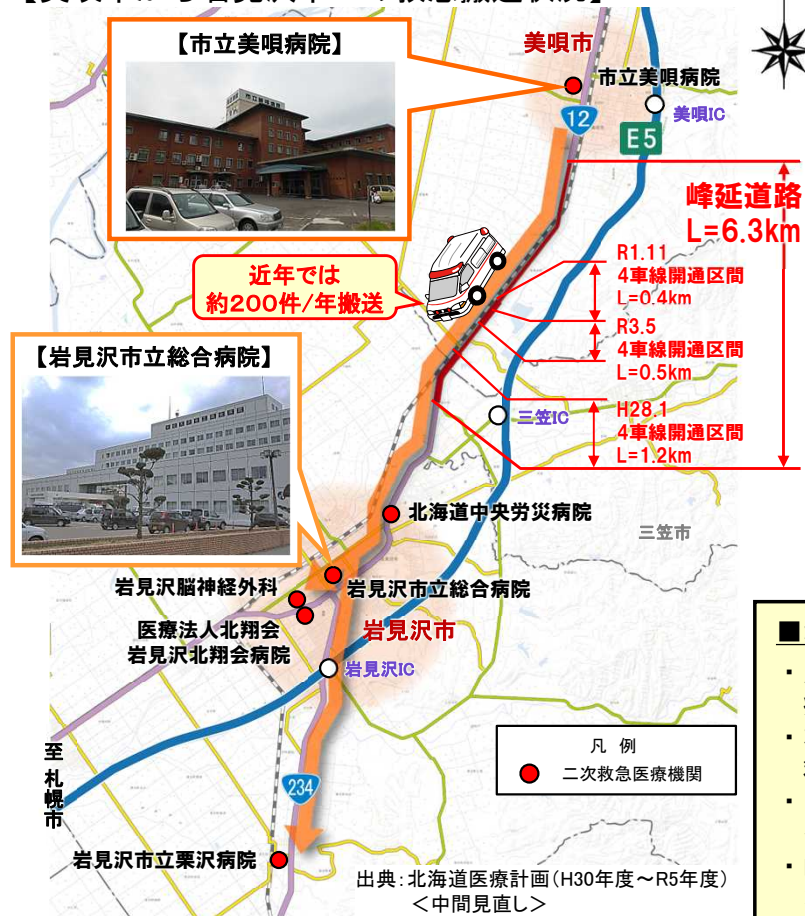 【市立美唄病院】
美唄市
市立美唄病院
12
美唄IC
E5
峰延道路
L=6.3km
R1.11
4車線開通区間
L=0.4km
近年では
約200件/年搬送
R3.5
4車線開通区間
L=0.5km
【岩見沢市立総合病院】
H28.1
4車線開通区間
L=1.2km
三笠IC
北海道中央労災病院
三笠市
岩見沢脳神経外科
岩見沢市立総合病院
医療法人北翔会
岩見沢北翔会病院
岩見沢市
岩見沢IC
凡 例
二次救急医療機関
至札幌市
234
岩見沢市立栗沢病院
出典:北海道医療計画(H30年度~R5年度)
<中間見直し>
■